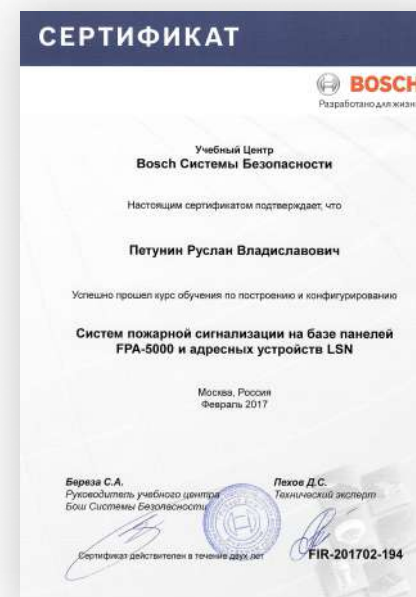 СЕРТИФИКАТ
BOSCH
Разработано для жизни
Учебный Центр
Bosch Системы Безопасности
Настоящим сертификатом подтверждает, что
Петунин Руслан Владиславович
Успешно прошел курс обучения по построению и конфигурированию
Систем пожарной сигнализации на базе панелей
FPA-5000 и адресных устройств LSN
Москва, Россия
Февраль 2017
Береза С.А.
Руководитель учебного центра
Бош Системы Безопасности
Пехов Д.С.
Технический эксперт
Сертификат действителен в течение двух лет
FIR-201702-194